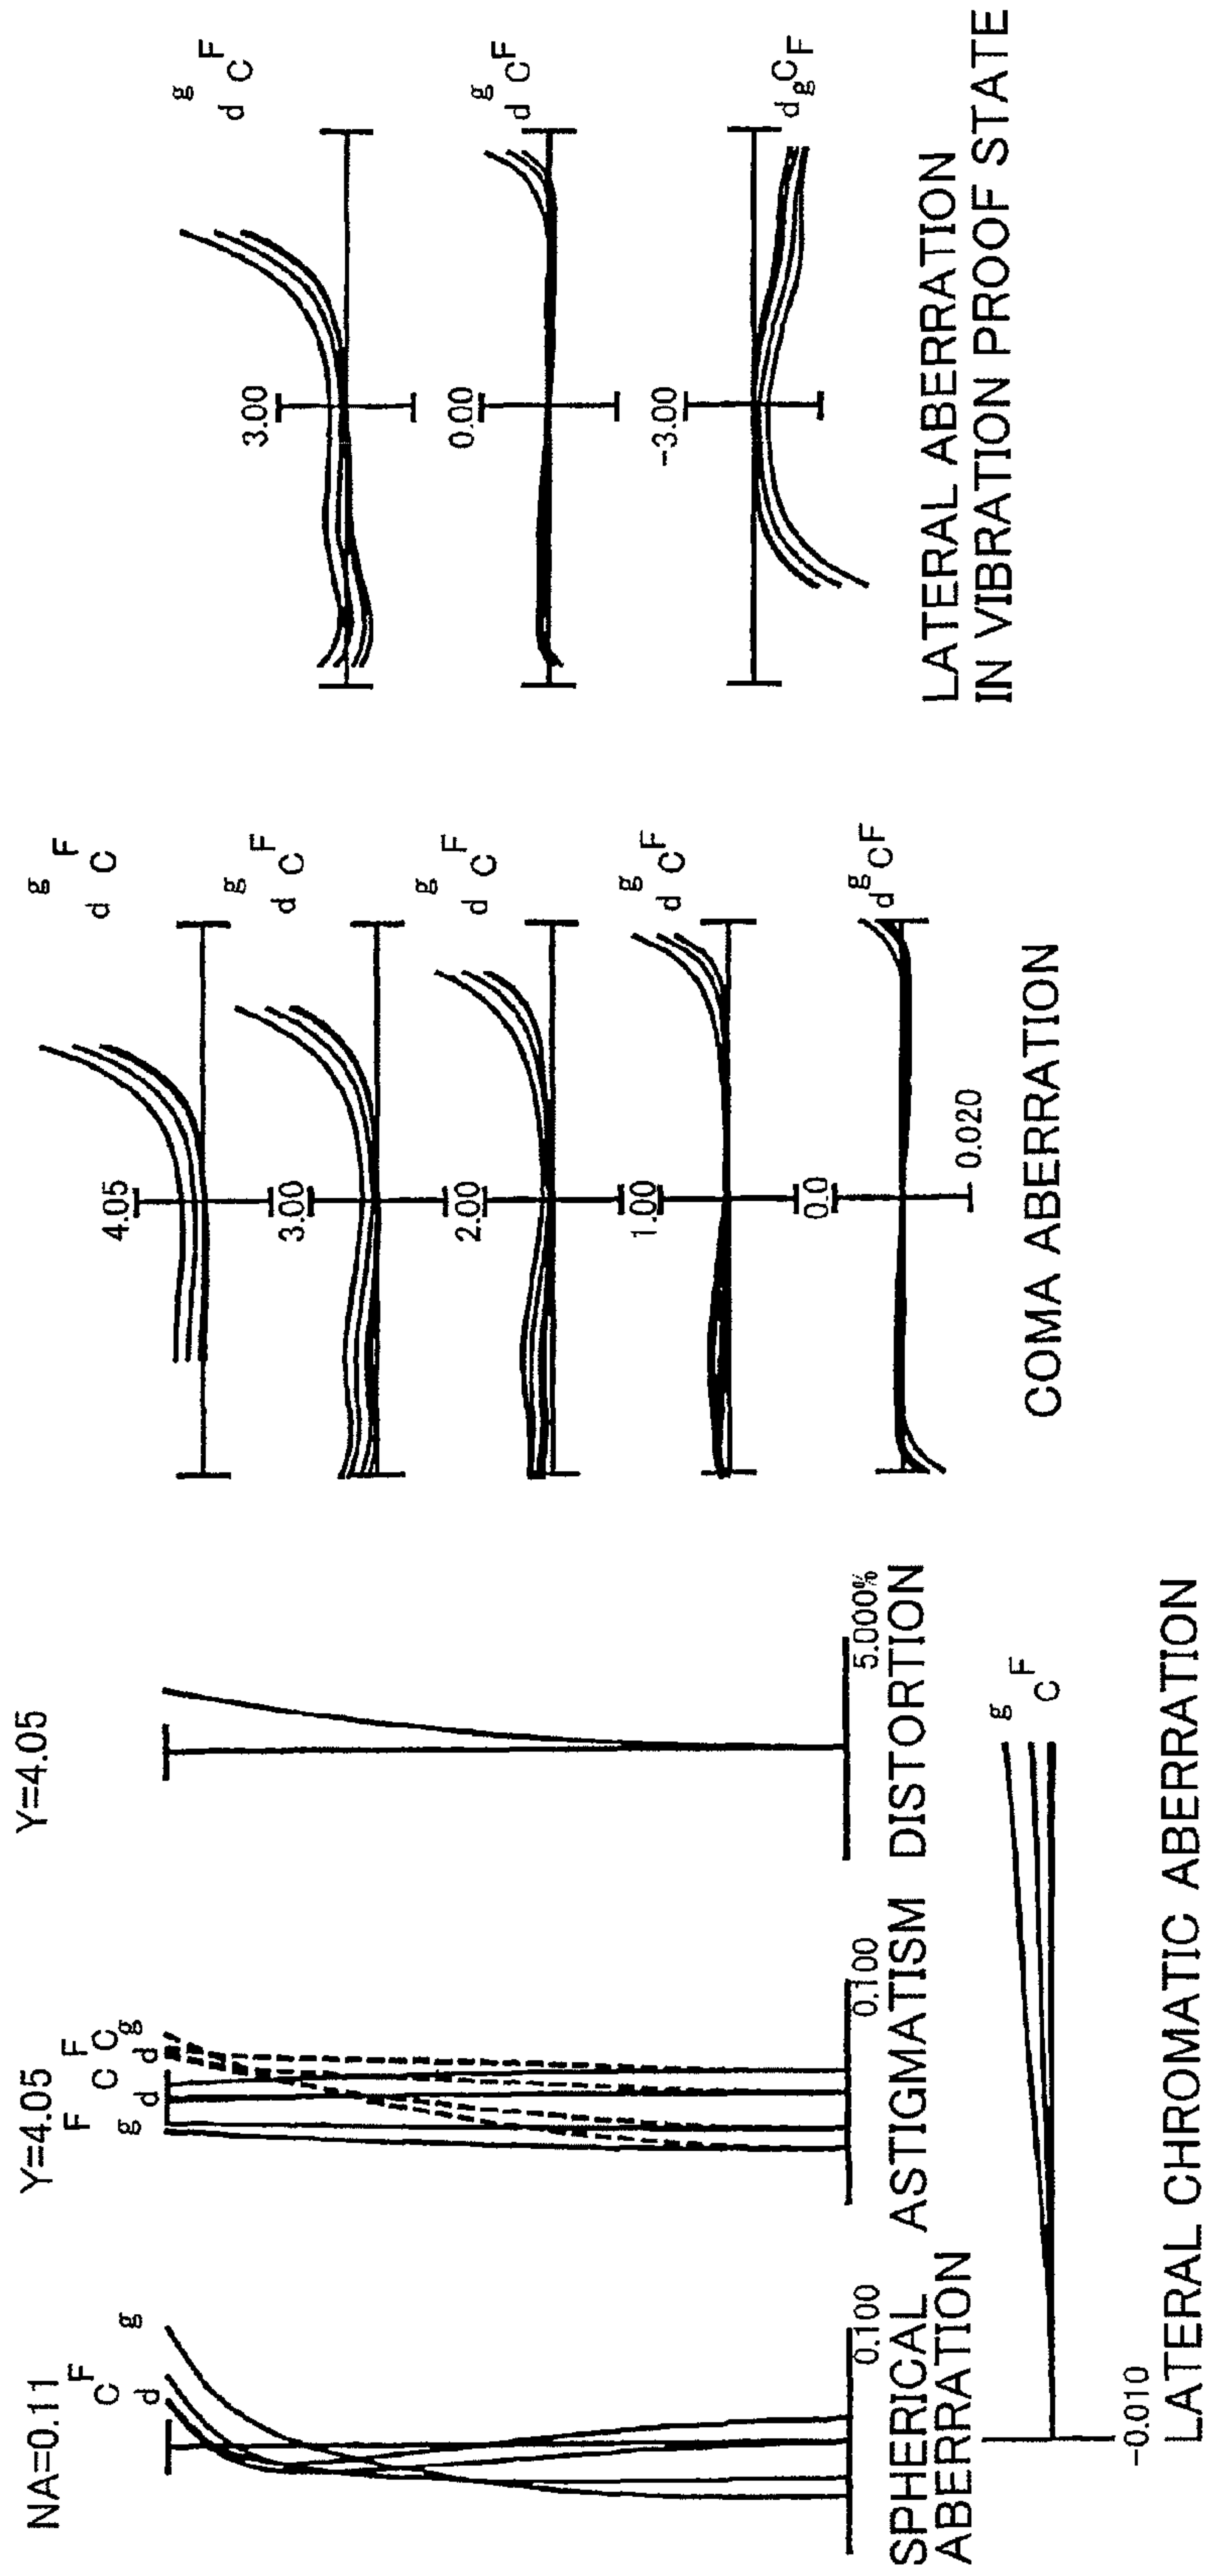 NA=0.11
C F
d g
SPHERICAL
ABERRATION
0.100
Y=4.05
F C F C
g d d g
ASTIGMATISM
0.100
Y=4.05
DISTORTION
5.000%
g F
C
-0.010
LATERAL CHROMATIC ABERRATION
4.05
g F
d C
3.00
g F
d C
2.00
g F
d C
1.00
g F
d C
0.0
g F
d C
0.020
COMA ABERRATION
3.00
g F
d C
0.00
g F
d C
-3.00
d g C F
LATERAL ABERRATION
IN VIBRATION PROOF STATE